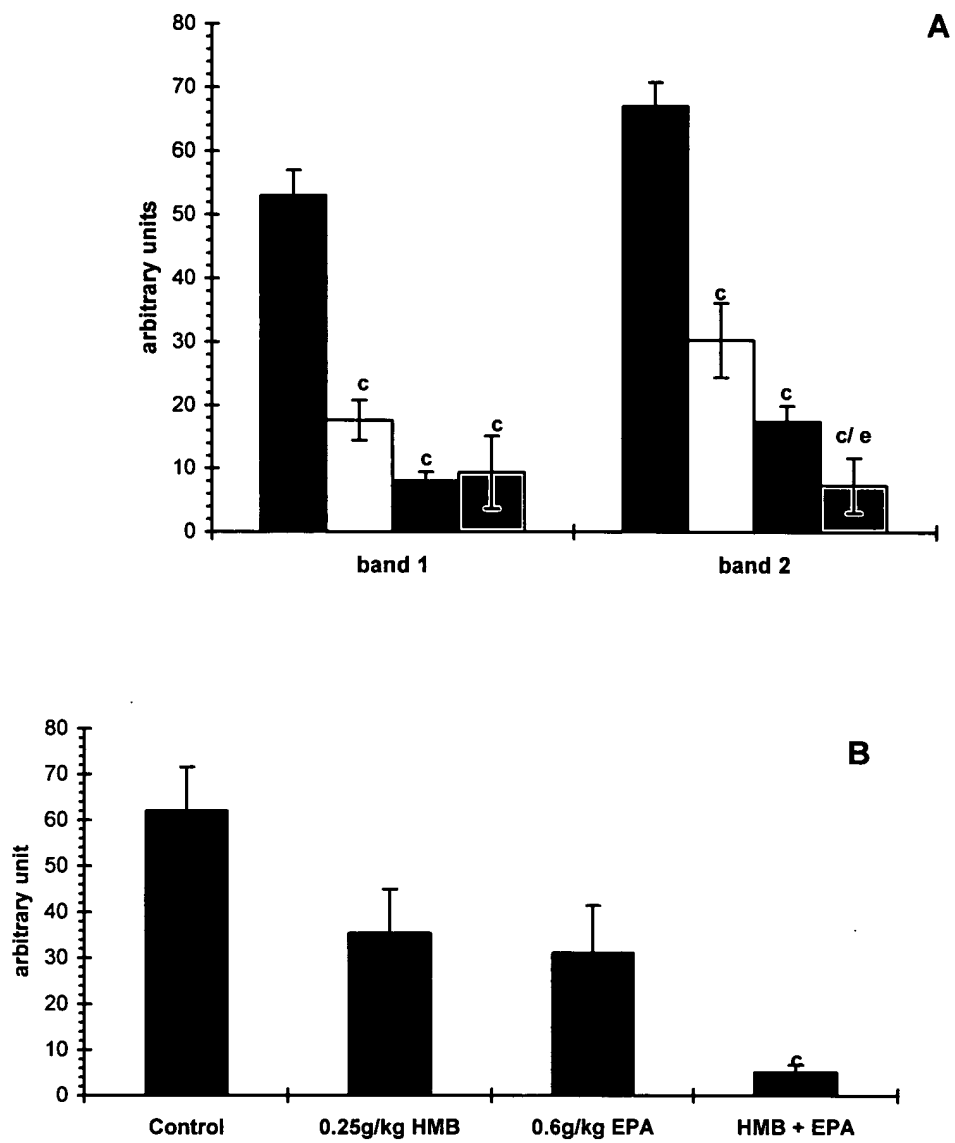 A
80
70
60
50
40
30
20
10
0
arbitrary units
c
c
c
c
c
c/ e
band 1 band 2
B
80
70
60
50
40
30
20
10
0
arbitrary unit
c
Control 0.25g/kg HMB 0.6g/kg EPA HMB + EPA